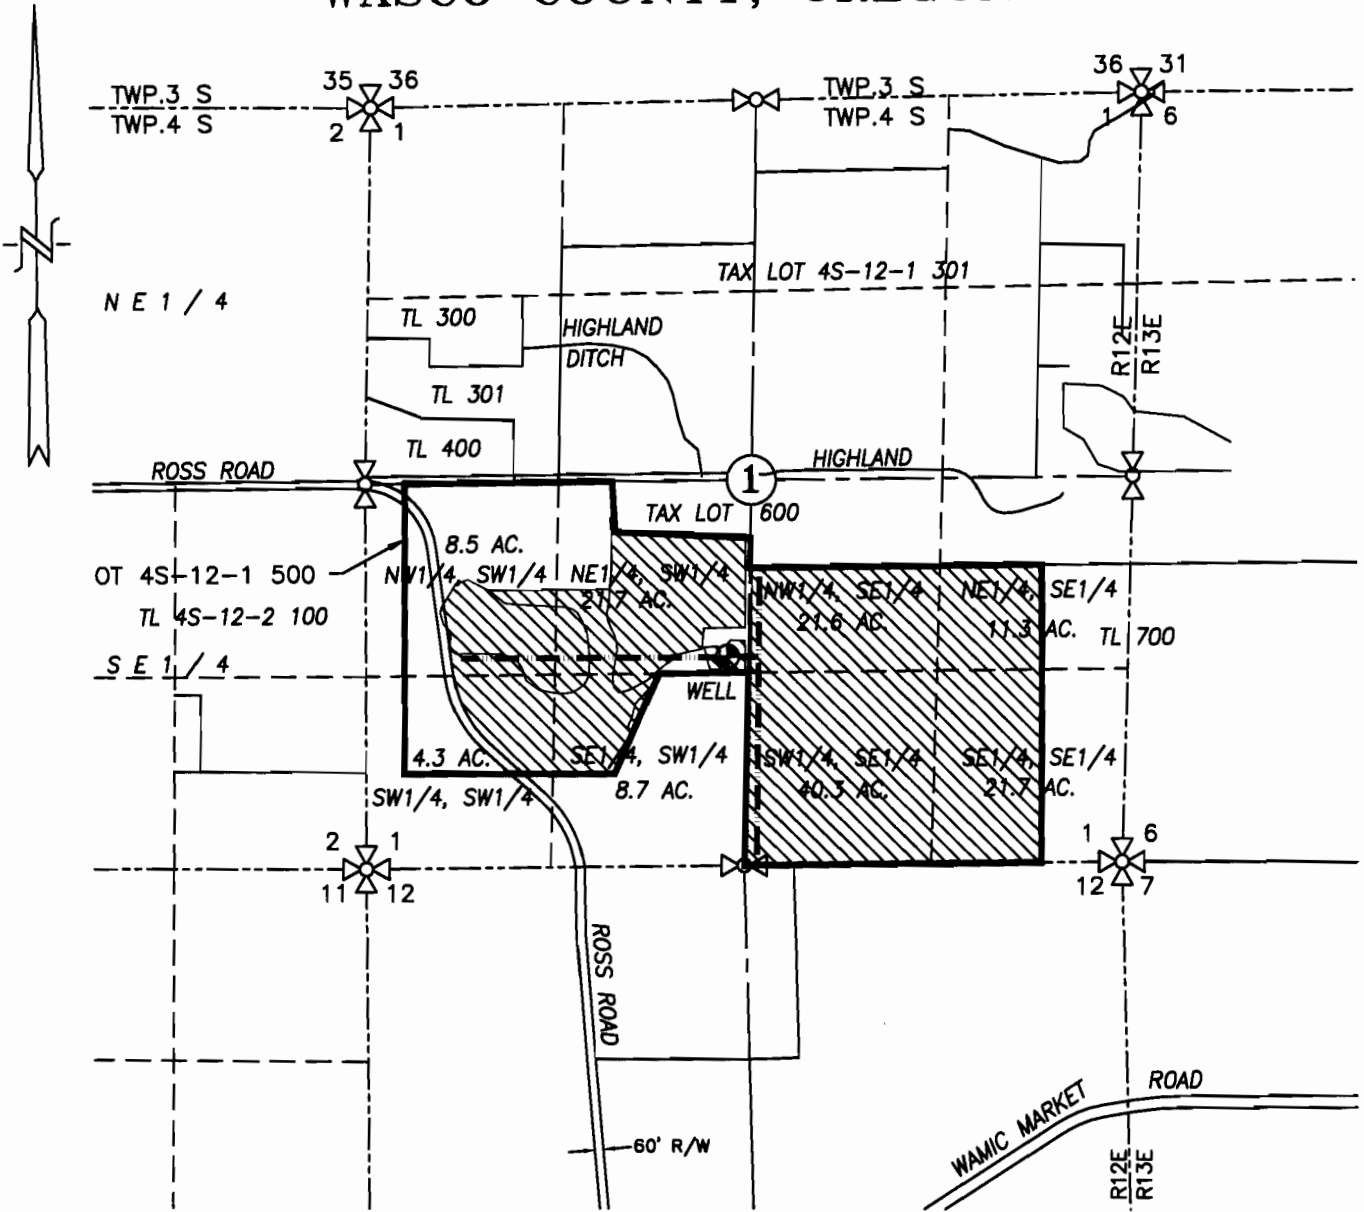 WASCO COUNTY, OREGON
35 36
36 31
TWP.3 S
TWP.3 S
TWP.4 S
TWP.4 S
2 1
1 6
TAX LOT 4S-12-1 301
N E 1 / 4
TL 300
HIGHLAND
DITCH
R12E
R13E
TL 301
TL 400
HIGHLAND
ROSS ROAD
1
TAX LOT 600
8.5 AC.
OT 4S-12-1 500
NW1/4, SW1/4
NE1/4, SW1/4
27.7 AC.
NW1/4, SE1/4
21.6 AC.
NE1/4, SE1/4
11.3 AC.
TL 4S-12-2 100
TL 700
S E 1 / 4
WELL
4.3 AC.
SE1/4, SW1/4
8.7 AC.
SW1/4, SE1/4
40.3 AC.
SE1/4, SE1/4
21.7 AC.
SW1/4, SW1/4
2 1
1 6
11 12
12 7
ROSS ROAD
WAMIC MARKET ROAD
60' R/W
R12E
R13E